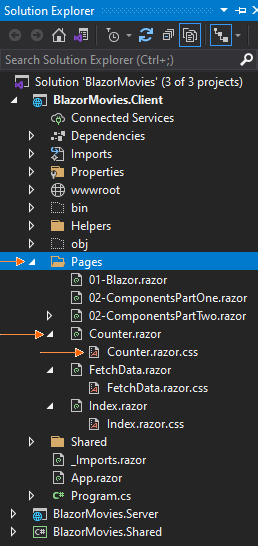 Solution Explorer
Search Solution Explorer (Ctrl+;)
Solution 'BlazorMovies' (3 of 3 projects)
BlazorMovies.Client
Connected Services
Dependencies
Imports
Properties
wwwroot
bin
Helpers
obj
Pages
01-Blazor.razor
02-ComponentsPartOne.razor
02-ComponentsPartTwo.razor
Counter.razor
Counter.razor.css
FetchData.razor
FetchData.razor.css
Index.razor
Index.razor.css
Shared
_Imports.razor
App.razor
C# Program.cs
BlazorMovies.Server
BlazorMovies.Shared